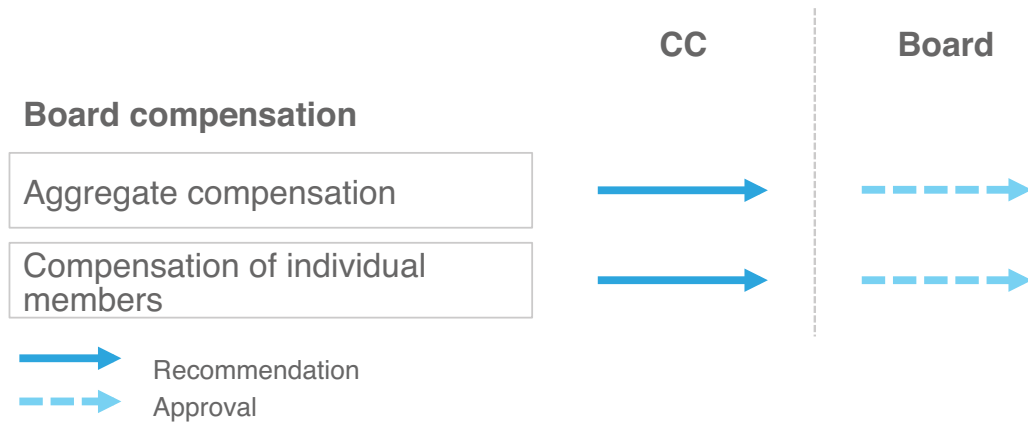 CC Board
Board compensation
Aggregate compensation
Compensation of individual
members
Recommendation
Approval